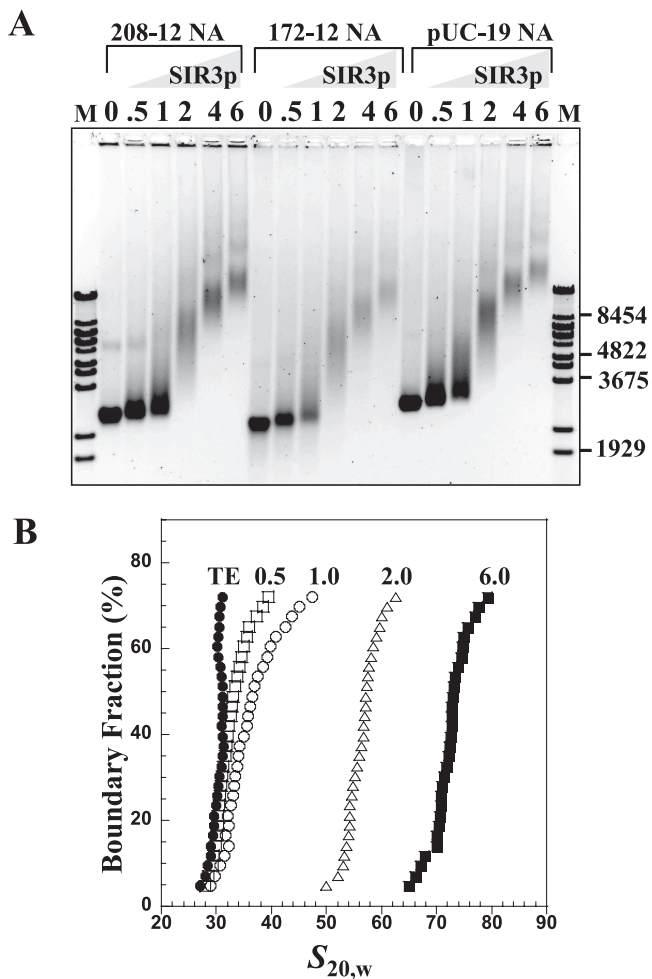 A
208-12 NA 172-12 NA pUC-19 NA
SIR3p SIR3p SIR3p
M 0 .5 1 2 4 6 0 .5 1 2 4 6 0 .5 1 2 4 6 M
8454
4822
3675
1929
B
TE 0.5 1.0 2.0 6.0
Boundary Fraction (%)
80
60
40
20
0
20 30 40 50 60 70 80 90
S20,w